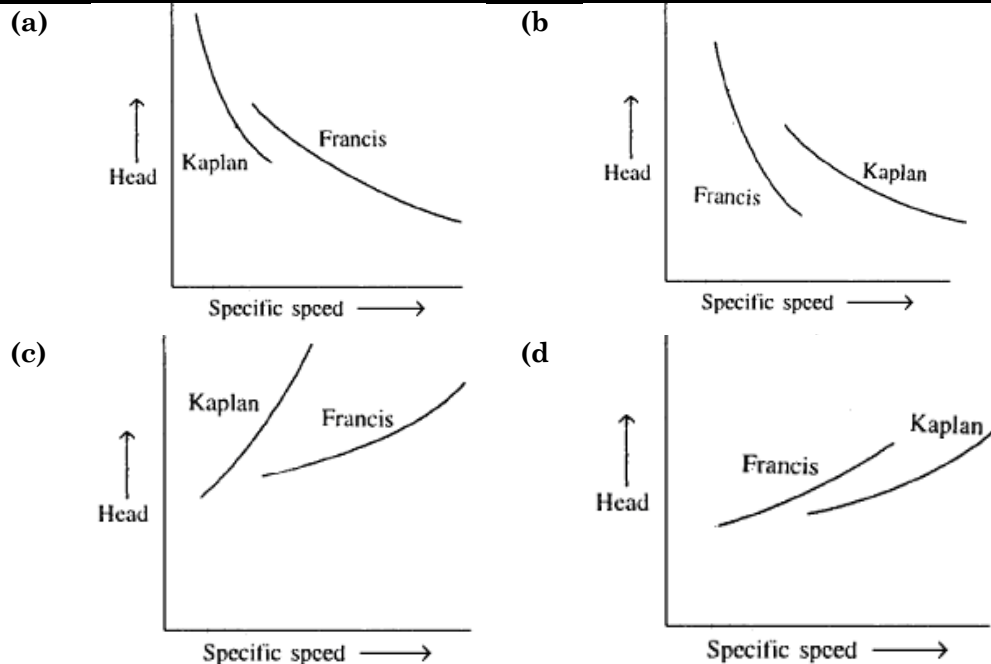 (a)
Head
Kaplan
Francis
Specific speed
(b)
Head
Francis
Kaplan
Specific speed
(c)
Head
Kaplan
Francis
Specific speed
(d
Head
Francis
Kaplan
Specific speed